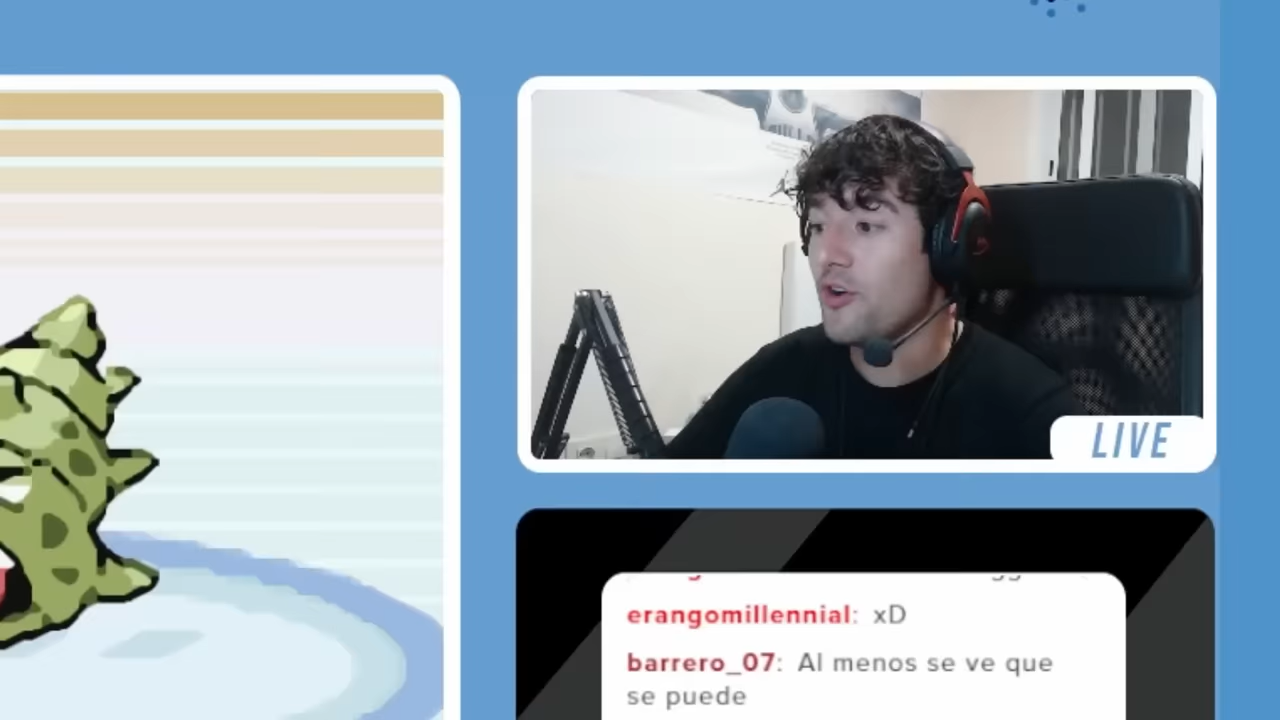 LIVE
erangomillennial: xD
barrero_07: Al menos se ve que
se puede